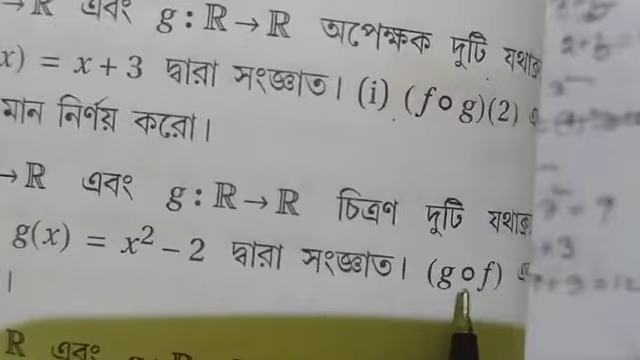 → ℝ এবং g : ℝ → ℝ অপেক্ষক দুটি যথাক্র
x) = x + 3 দ্বারা সংজ্ঞাত। (i) (f o g)(2) এ
মান নির্ণয় করো।
→ ℝ এবং g : ℝ → ℝ চিত্রণ দুটি যথাক্র
g(x) = x² − 2 দ্বারা সংজ্ঞাত। (g o f) এ
।
ℝ এবং